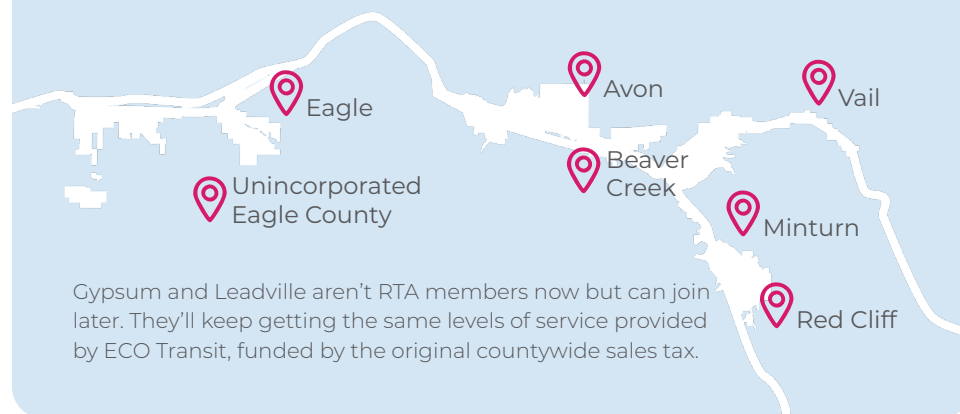 Eagle
Avon
Vail
Unincorporated
Eagle County
Beaver
Creek
Minturn
Red Cliff
Gypsum and Leadville aren’t RTA members now but can join
later. They’ll keep getting the same levels of service provided
by ECO Transit, funded by the original countywide sales tax.